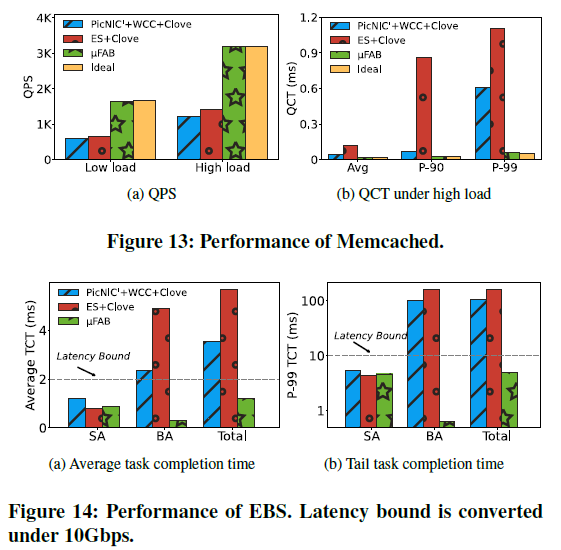 4K
3K
2K
1K
0
QPS
PicNIC'+WCC+Clove
ES+Clove
μFAB
Ideal
Low load
High load
(a) QPS
1.2
0.9
0.6
0.3
0
QCT (ms)
PicNIC'+WCC+Clove
ES+Clove
μFAB
Ideal
Avg
P-90
P-99
(b) QCT under high load
Figure 13: Performance of Memcached.
4
2
0
Average TCT (ms)
PicNIC'+WCC+Clove
ES+Clove
μFAB
Latency Bound
SA
BA
Total
(a) Average task completion time
100
10
1
P-99 TCT (ms)
PicNIC'+WCC+Clove
ES+Clove
μFAB
Latency Bound
SA
BA
Total
(b) Tail task completion time
Figure 14: Performance of EBS. Latency bound is converted
under 10Gbps.